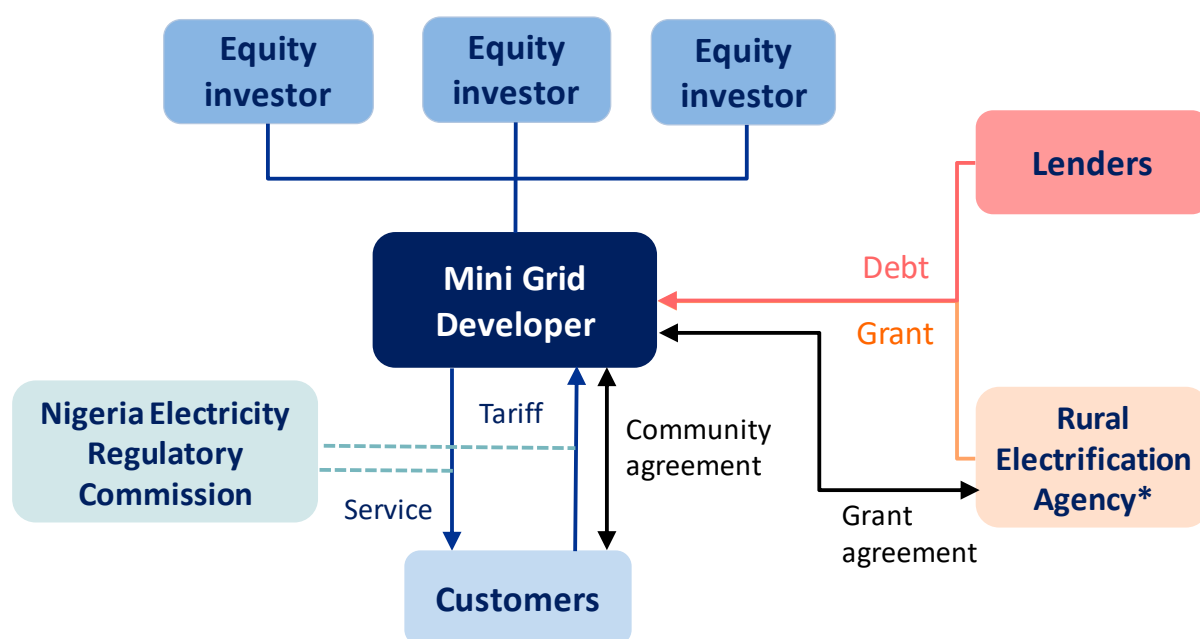 Equity
investor
Equity
investor
Equity
investor
Lenders
Mini Grid
Developer
Debt
Grant
Nigeria Electricity
Regulatory
Commission
Tariff
Community
agreement
Service
Rural
Electrification
Agency*
Grant
agreement
Customers